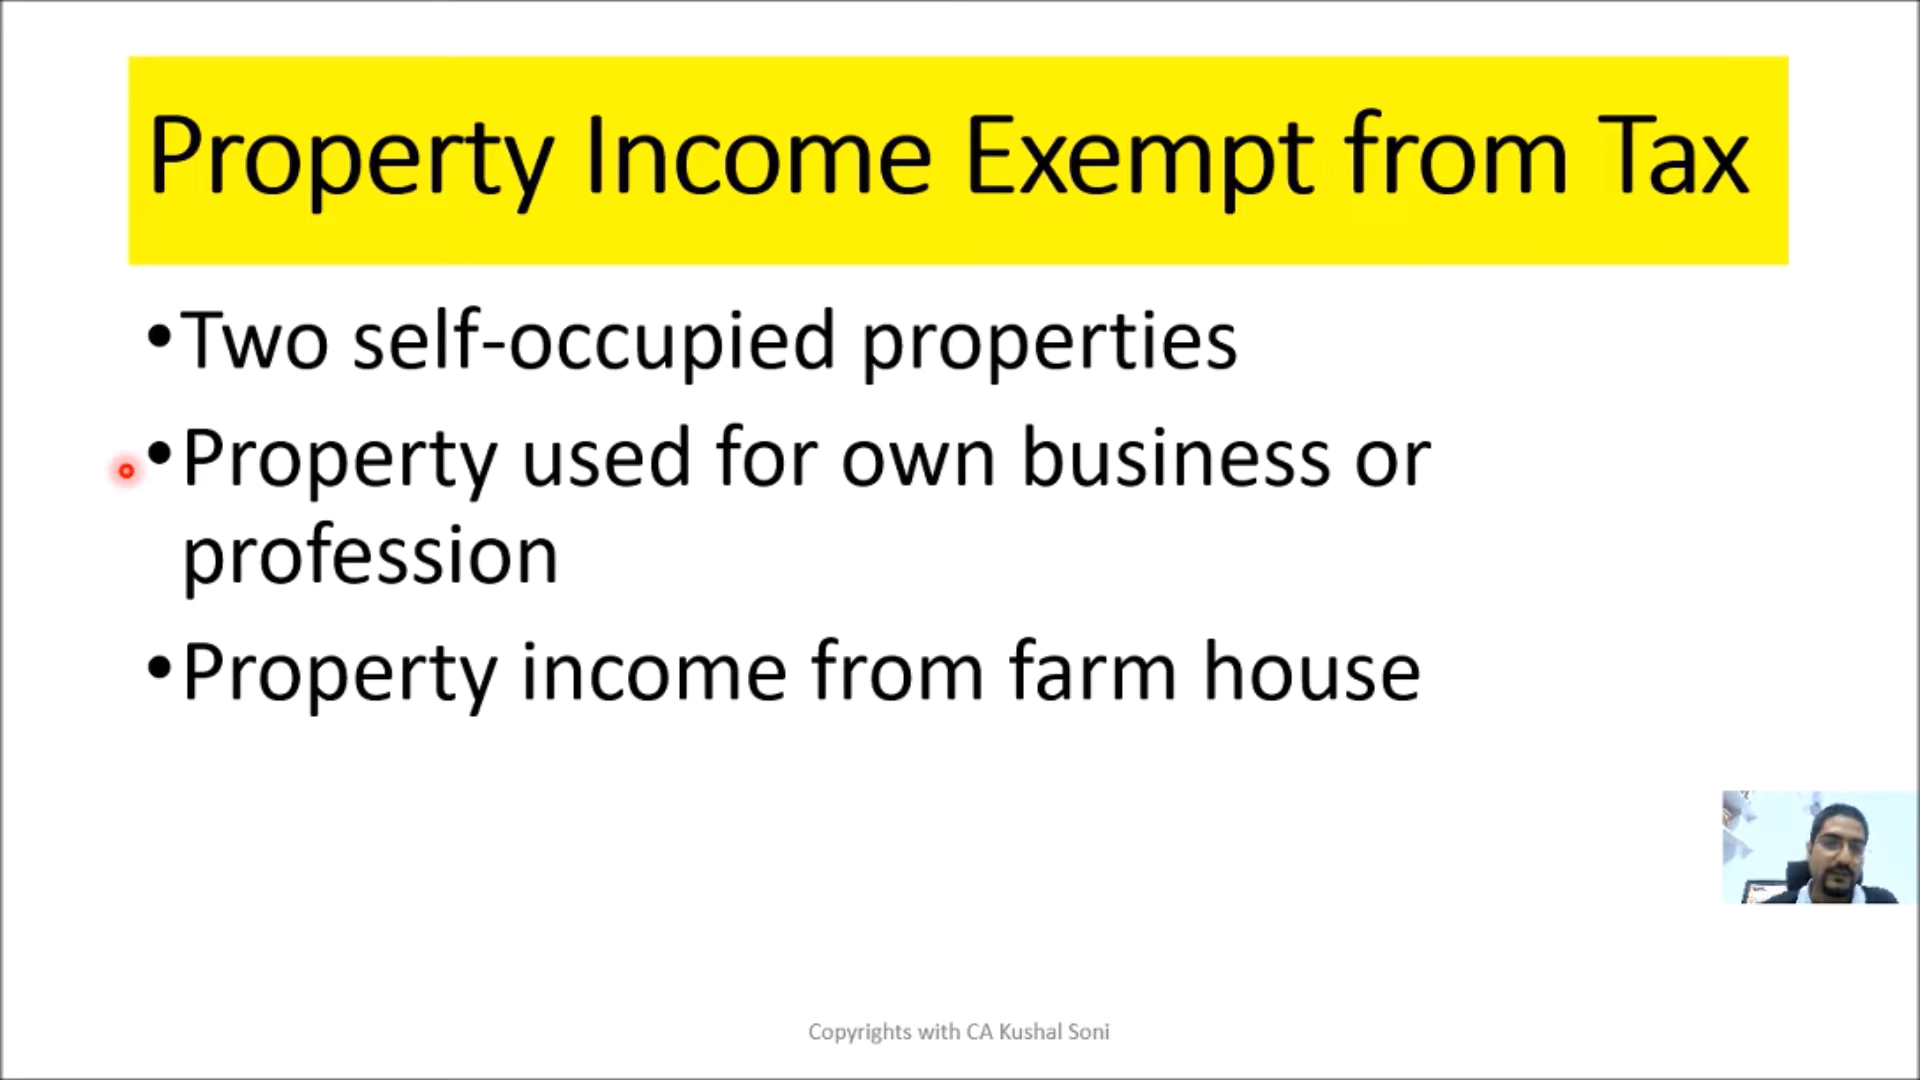 Property Income Exempt from Tax
•Two self-occupied properties
•Property used for own business or
profession
•Property income from farm house
Copyrights with CA Kushal Soni